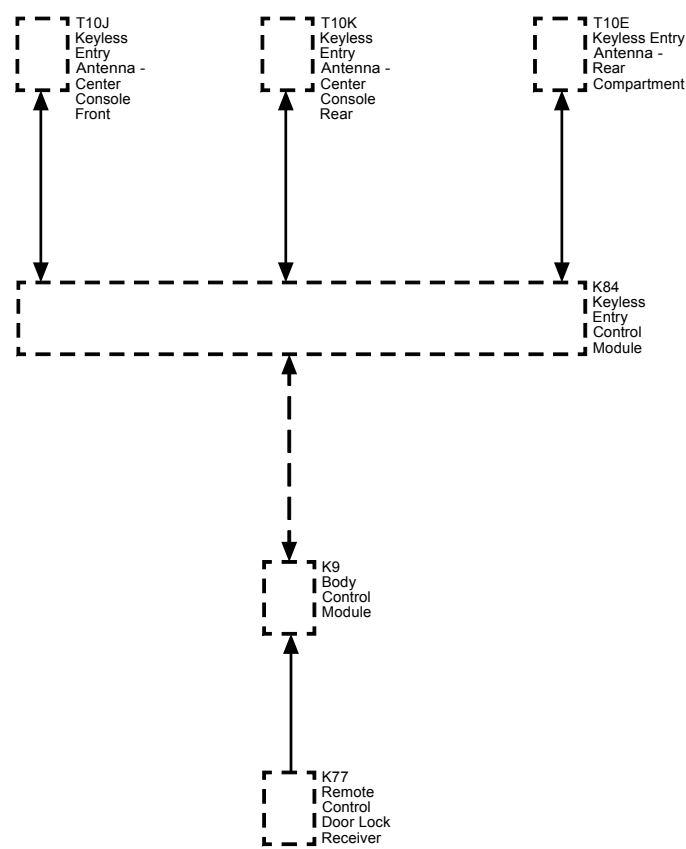 T10J
Keyless
Entry
Antenna -
Center
Console
Front
T10K
Keyless
Entry
Antenna -
Center
Console
Rear
T10E
Keyless Entry
Antenna -
Rear
Compartment
K84
Keyless
Entry
Control
Module
K9
Body
Control
Module
K77
Remote
Control
Door Lock
Receiver